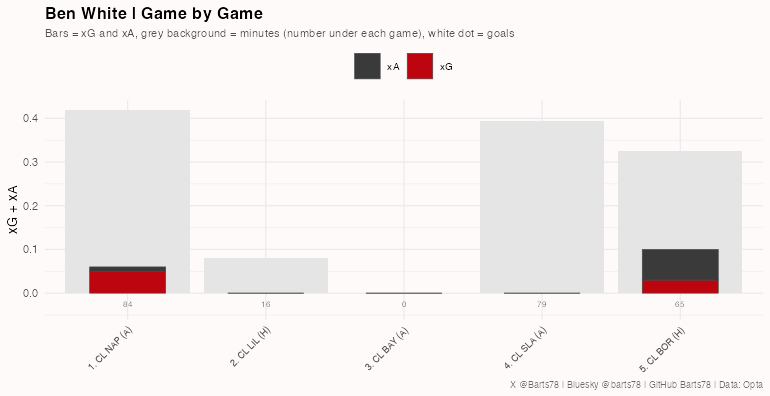 Ben White | Game by Game
Bars = xG and xA, grey background = minutes (number under each game), white dot = goals
xA xG
xG + xA
0.4
0.3
0.2
0.1
0.0
84 16 0 79 65
1. CL NAP (A)
2. CL LIL (H)
3. CL BAY (A)
4. CL SLA (A)
5. CL BOR (H)
X @Barts78 | Bluesky @barts78 | GitHub Barts78 | Data: Opta